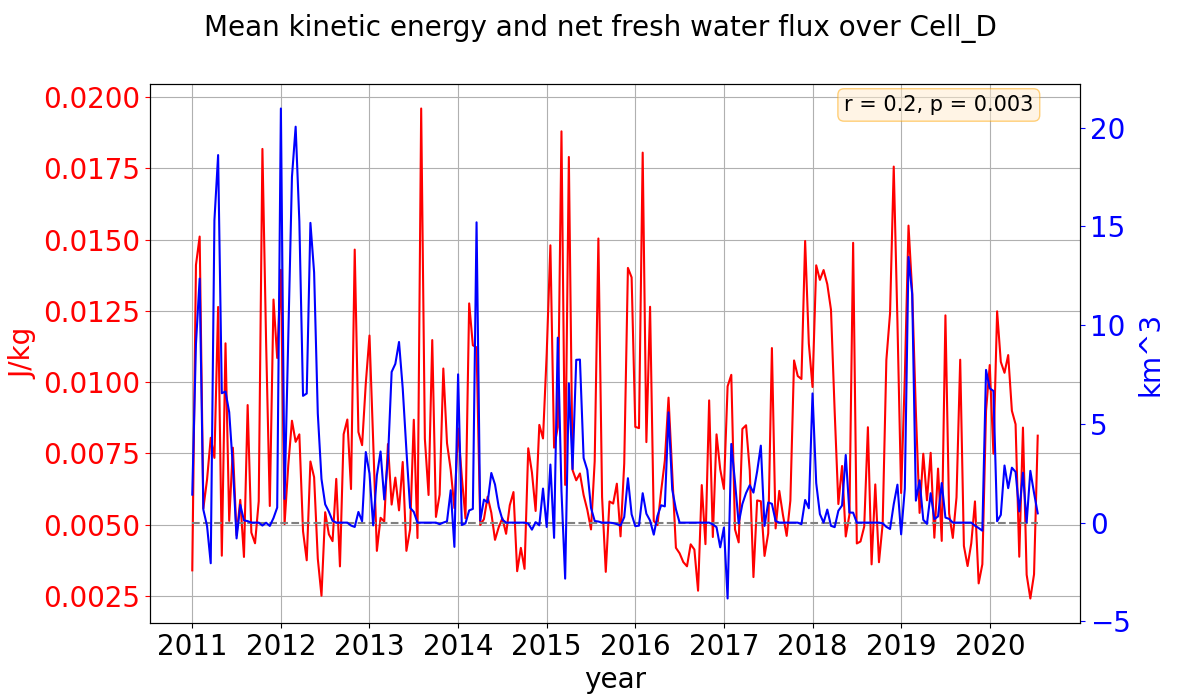 Mean kinetic energy and net fresh water flux over Cell_D
r = 0.2, p = 0.003
0.0200
0.0175
0.0150
0.0125
0.0100
0.0075
0.0050
0.0025
J/kg
20
15
10
5
0
−5
km^3
2011 2012 2013 2014 2015 2016 2017 2018 2019 2020
year